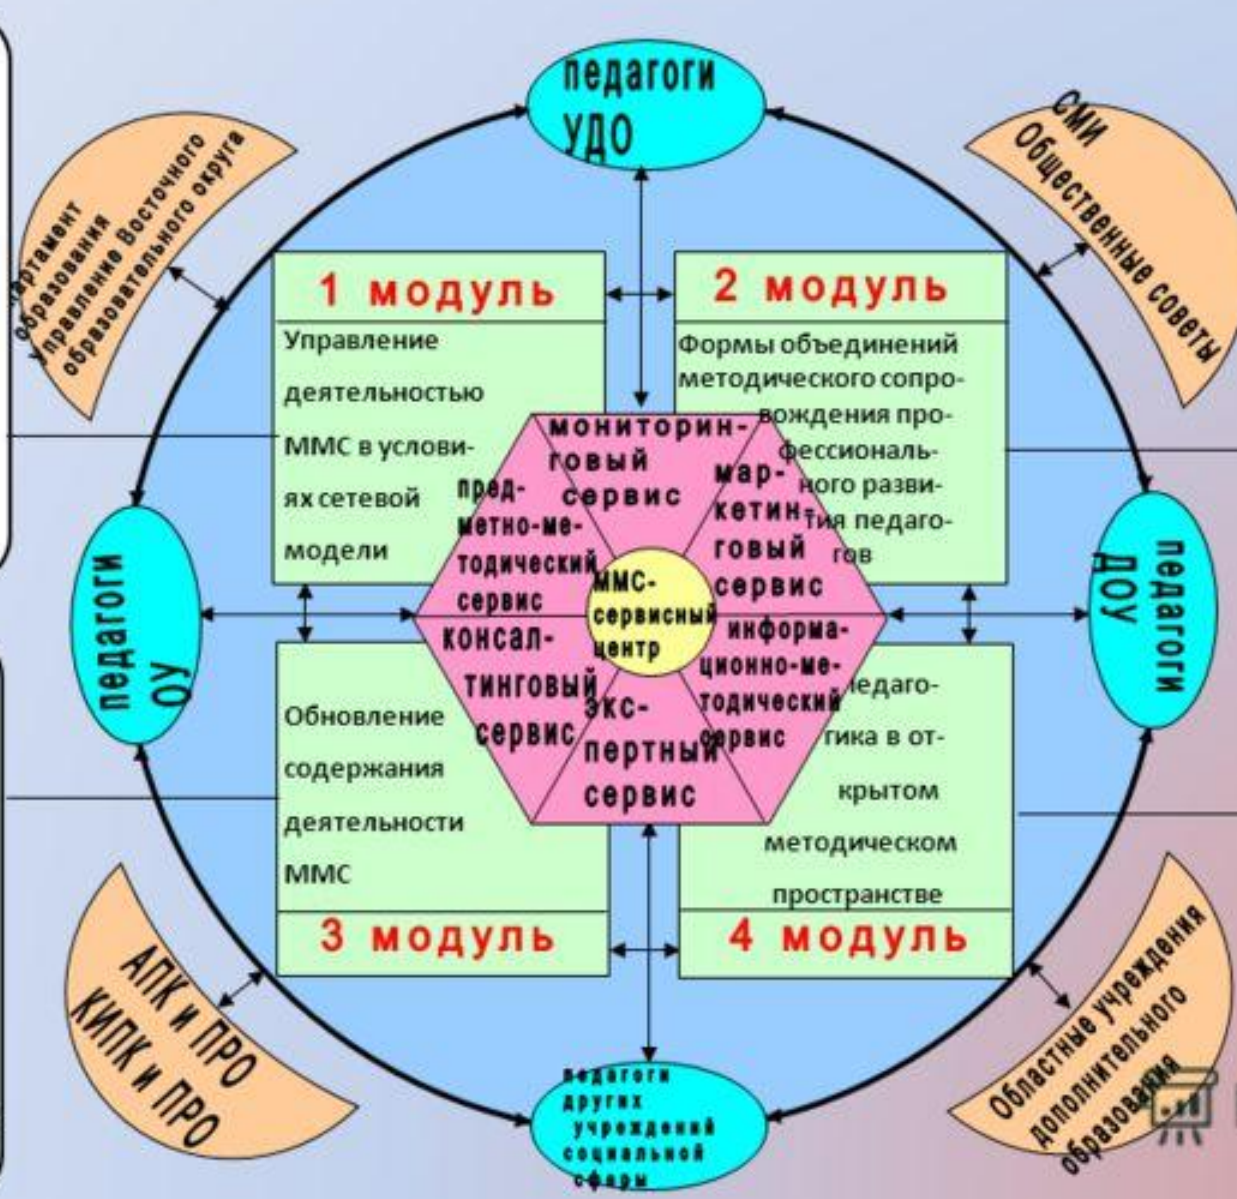 педагоги
УДО
образования
управление Восточного
образовательного округа
СМИ
Общественные советы
1 модуль
Управление
деятельностью
ММС в услови-
ях сетевой
модели
2 модуль
Формы объединений
методического сопро-
вождения про-
фессиональ-
ного разви-
тия педаго-
гов
мониторин-
говый
сервис
пред-
метно-ме-
тодический
сервис
мар-
кетин-
говый
сервис
ММС-
сервисный
центр
консал-
тинговый
сервис
экс-
пертный
сервис
информа-
ционно-ме-
тодический
сервис
педагоги
ОУ
педагоги
ДОУ
Обновление
содержания
деятельности
ММС
3 модуль
педаго-
гика в от-
крытом
методическом
пространстве
4 модуль
АПК и ПРО
КИПК и ПРО
педагоги
других
учреждений
социальной
сферы
Областные учреждения
дополнительного
образования